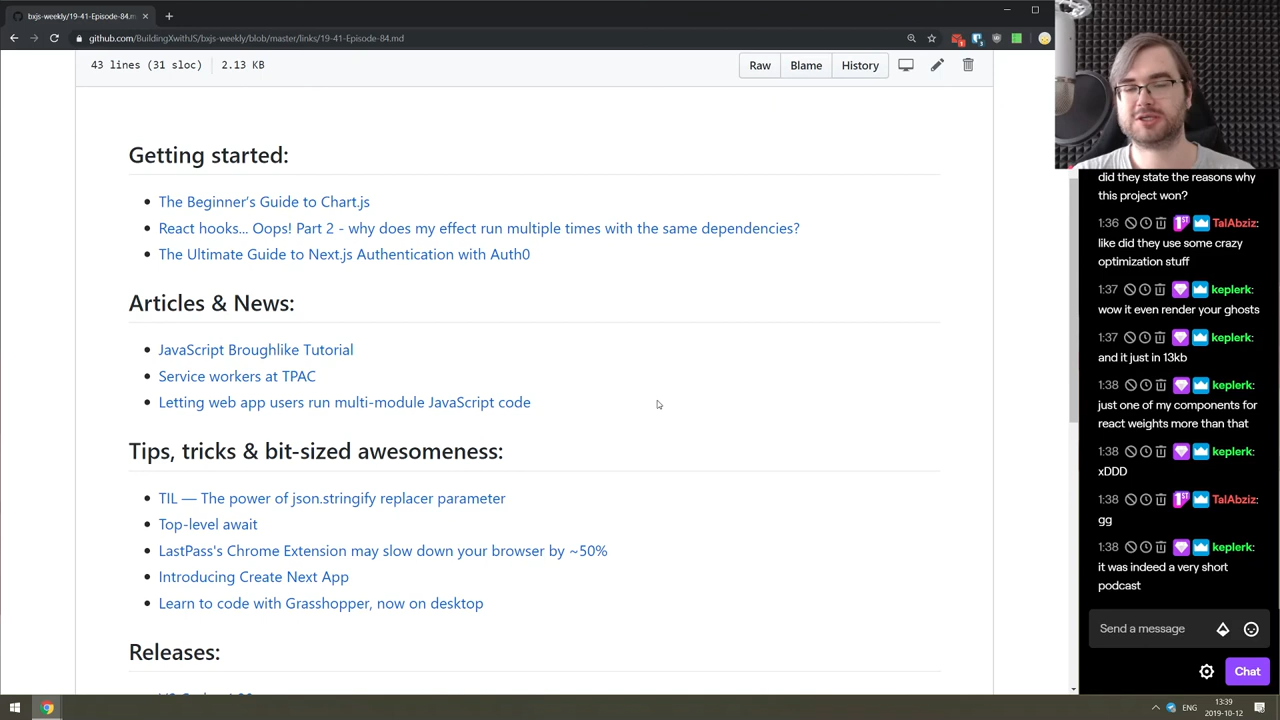 bxjs-weekly/19-41-Episode-84.m
github.com/BuildingXwithJS/bxjs-weekly/blob/master/links/19-41-Episode-84.md
43 lines (31 sloc) 2.13 KB
Raw Blame History
Getting started:
The Beginner's Guide to Chart.js
React hooks... Oops! Part 2 - why does my effect run multiple times with the same dependencies?
The Ultimate Guide to Next.js Authentication with Auth0
Articles & News:
JavaScript Broughlike Tutorial
Service workers at TPAC
Letting web app users run multi-module JavaScript code
Tips, tricks & bit-sized awesomeness:
TIL — The power of json.stringify replacer parameter
Top-level await
LastPass's Chrome Extension may slow down your browser by ~50%
Introducing Create Next App
Learn to code with Grasshopper, now on desktop
Releases:
did they state the reasons why
this project won?
1:36 1ST TalAbziz:
like did they use some crazy
optimization stuff
1:37 keplerk:
wow it even render your ghosts
1:37 keplerk:
and it just in 13kb
1:38 keplerk:
just one of my components for
react weights more than that
1:38 keplerk:
xDDD
1:38 1ST TalAbziz:
gg
1:38 keplerk:
it was indeed a very short
podcast
Send a message
Chat
ENG
13:39
2019-10-12